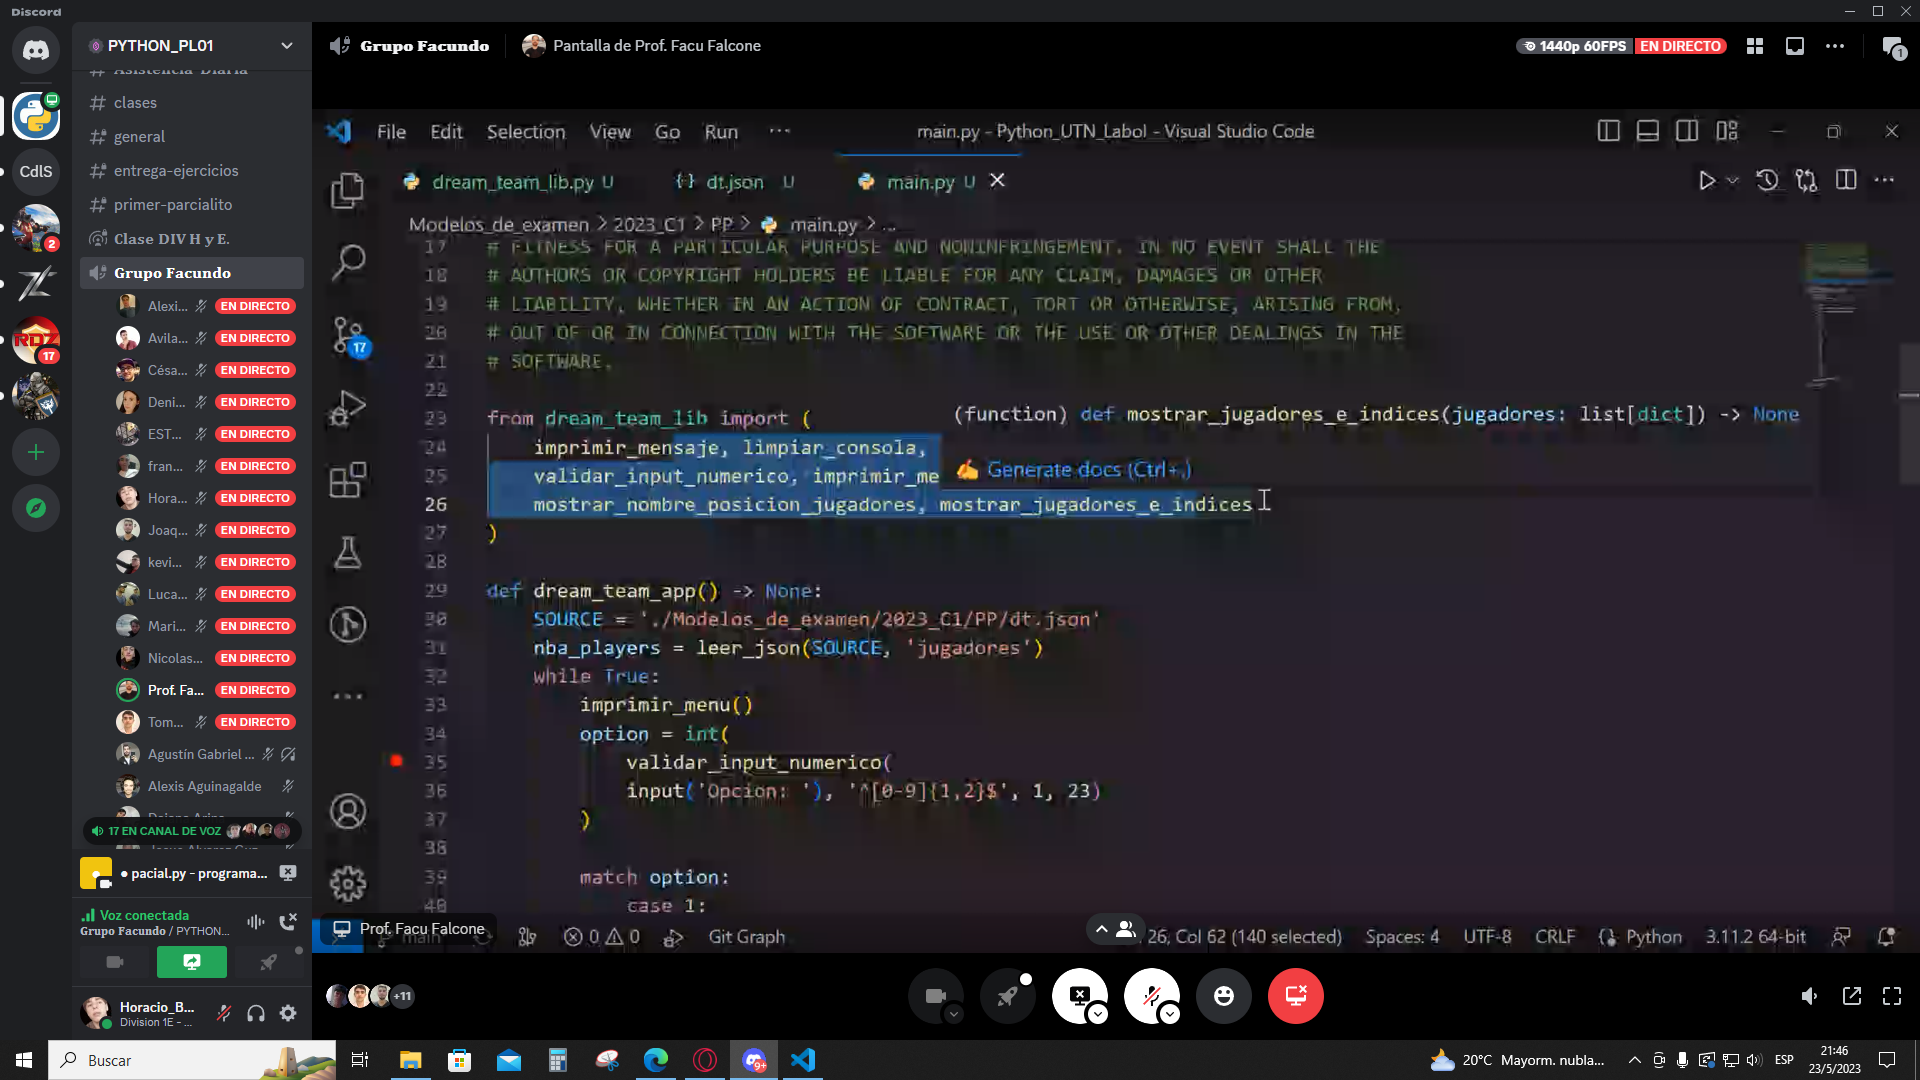 Discord
PYTHON_PL01
Asistencia-Diaria
clases
general
entrega-ejercicios
primer-parcialito
Clase DIV H y E.
Grupo Facundo
Alexi... EN DIRECTO
Avila... EN DIRECTO
Césa... EN DIRECTO
Deni... EN DIRECTO
EST... EN DIRECTO
fran... EN DIRECTO
Hora... EN DIRECTO
Joaq... EN DIRECTO
kevi... EN DIRECTO
Luca... EN DIRECTO
Mari... EN DIRECTO
Nicolas... EN DIRECTO
Prof. Fa... EN DIRECTO
Tom... EN DIRECTO
Agustín Gabriel ...
Alexis Aguinagalde
17 EN CANAL DE VOZ
● pacial.py - programa...
Voz conectada
Grupo Facundo / PYTHON...
Horacio_B...
Division 1E - ...
CdlS
2
RDZ
17
Grupo Facundo
Pantalla de Prof. Facu Falcone
1440p 60FPS EN DIRECTO
1
File Edit Selection View Go Run ...
main.py - Python_UTN_LaboI - Visual Studio Code
dream_team_lib.py U
{} dt.json U
main.py U
Modelos_de_examen > 2023_C1 > PP > main.py > ...
17
17 # FITNESS FOR A PARTICULAR PURPOSE AND NONINFRINGEMENT. IN NO EVENT SHALL THE
18 # AUTHORS OR COPYRIGHT HOLDERS BE LIABLE FOR ANY CLAIM, DAMAGES OR OTHER
19 # LIABILITY, WHETHER IN AN ACTION OF CONTRACT, TORT OR OTHERWISE, ARISING FROM,
20 # OUT OF OR IN CONNECTION WITH THE SOFTWARE OR THE USE OR OTHER DEALINGS IN THE
21 # SOFTWARE.
22
23 from dream_team_lib import (
(function) def mostrar_jugadores_e_indices(jugadores: list[dict]) -> None
24 imprimir_mensaje, limpiar_consola,
Generate docs (Ctrl+.)
25 validar_input_numerico, imprimir_me
26 mostrar_nombre_posicion_jugadores, mostrar_jugadores_e_indices
27 )
28
29 def dream_team_app() -> None:
30 SOURCE = './Modelos_de_examen/2023_C1/PP/dt.json'
31 nba_players = leer_json(SOURCE, 'jugadores')
32 while True:
33 imprimir_menu()
34 option = int(
35 validar_input_numerico(
36 input('Opcion: '), '^[0-9]{1,2}$', 1, 23)
37 )
38
39 match option:
40 case 1:
Prof. Facu Falcone
main
0 0
Git Graph
26, Col 62 (140 selected)
Spaces: 4
UTF-8
CRLF
Python
3.11.2 64-bit
+11
Buscar
9+
20°C Mayorm. nubla...
ESP
21:46
23/5/2023